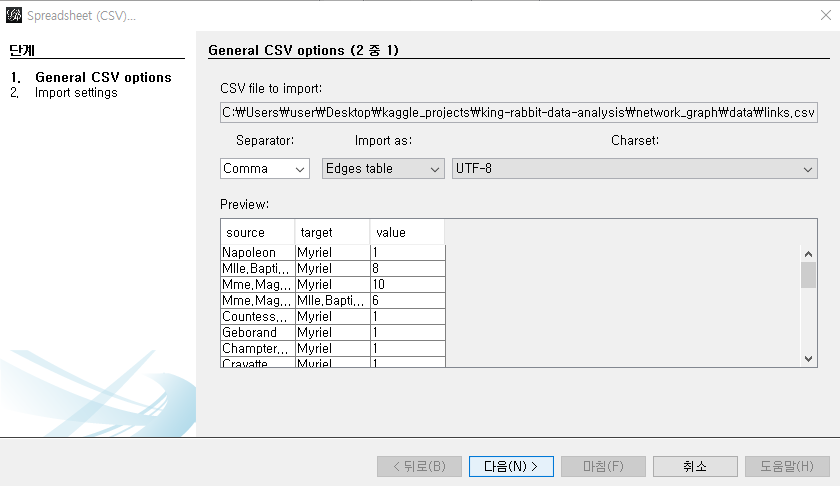 Spreadsheet (CSV)...
단계
1. General CSV options
2. Import settings
General CSV options (2 중 1)
CSV file to import:
C:₩Users₩user₩Desktop₩kaggle_projects₩king-rabbit-data-analysis₩network_graph₩data₩links.csv
Separator: Import as: Charset:
Comma Edges table UTF-8
Preview:
source target value
Napoleon Myriel 1
Mlle.Bapti... Myriel 8
Mme.Mag... Myriel 10
Mme.Mag... Mlle.Bapti... 6
Countess... Myriel 1
Geborand Myriel 1
Champter... Myriel 1
Cravatte Myriel 1
< 뒤로(B) 다음(N) > 마침(F) 취소 도움말(H)